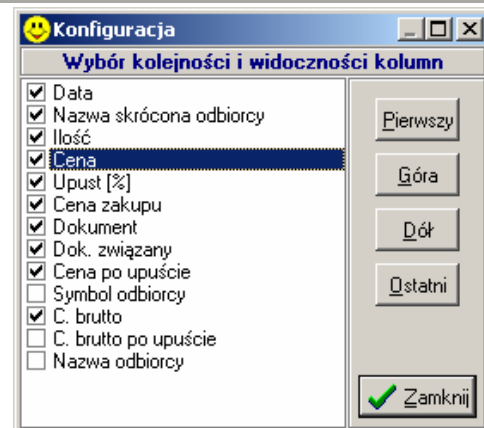 Konfiguracja
Wybór kolejności i widoczności kolumn
Data
Nazwa skrócona odbiorcy
Ilość
Cena
Upust [%]
Cena zakupu
Dokument
Dok. związany
Cena po upuście
Symbol odbiorcy
C. brutto
C. brutto po upuście
Nazwa odbiorcy
Pierwszy
Góra
Dół
Ostatni
Zamknij